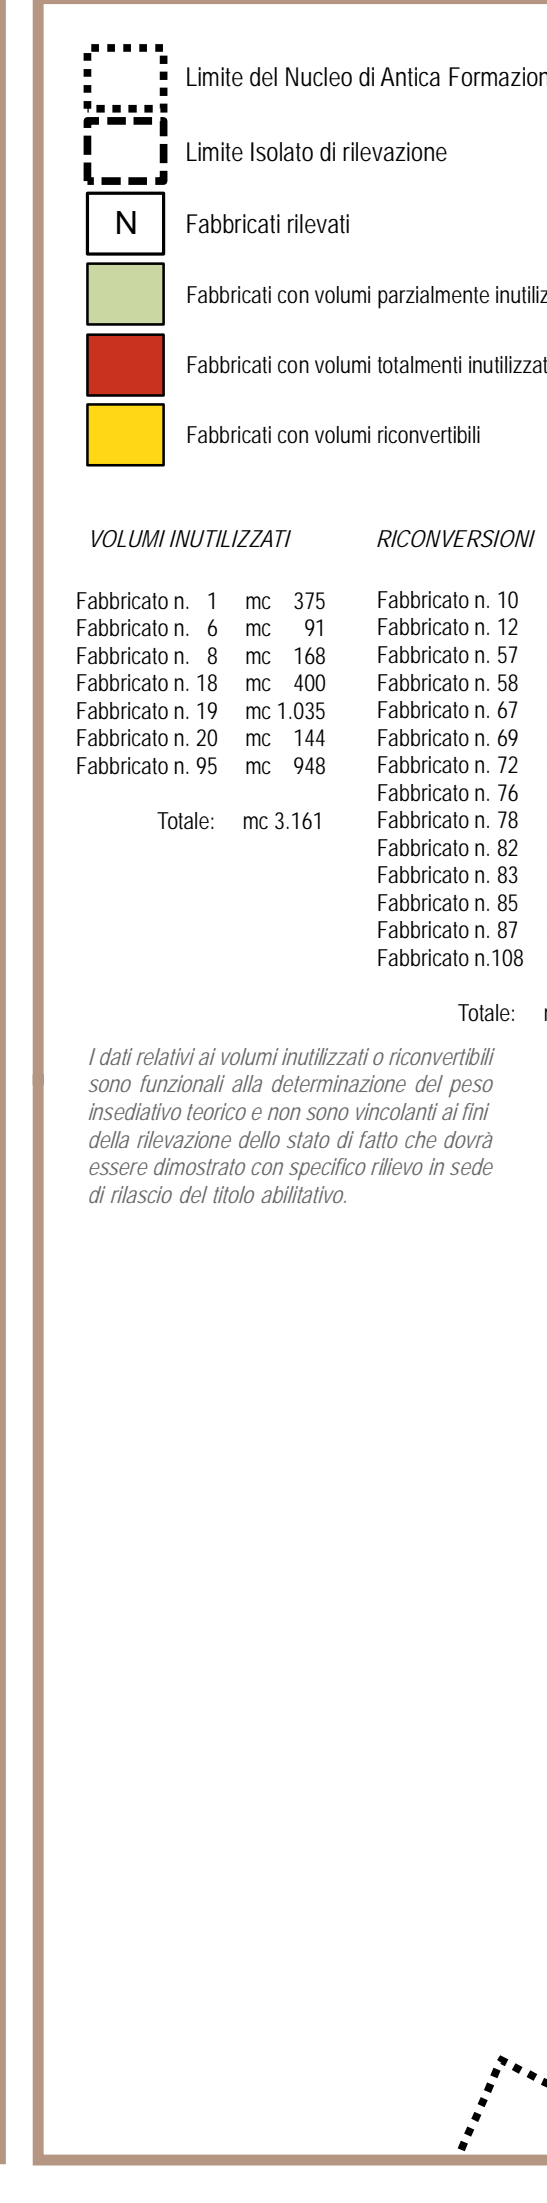 Limite del Nucleo di Antica Formazion
Limite Isolato di rilevazione
N Fabbricati rilevati
Fabbricati con volumi parzialmente inutiliz
Fabbricati con volumi totalmenti inutilizzat
Fabbricati con volumi riconvertibili
VOLUMI INUTILIZZATI
Fabbricato n. 1 mc 375
Fabbricato n. 6 mc 91
Fabbricato n. 8 mc 168
Fabbricato n. 18 mc 400
Fabbricato n. 19 mc 1.035
Fabbricato n. 20 mc 144
Fabbricato n. 95 mc 948
Totale: mc 3.161
RICONVERSIONI
Fabbricato n. 10
Fabbricato n. 12
Fabbricato n. 57
Fabbricato n. 58
Fabbricato n. 67
Fabbricato n. 69
Fabbricato n. 72
Fabbricato n. 76
Fabbricato n. 78
Fabbricato n. 82
Fabbricato n. 83
Fabbricato n. 85
Fabbricato n. 87
Fabbricato n.108
Totale:
I dati relativi ai volumi inutilizzati o riconvertibili
sono funzionali alla determinazione del peso
insediativo teorico e non sono vincolanti ai fini
della rilevazione dello stato di fatto che dovrà
essere dimostrato con specifico rilievo in sede
di rilascio del titolo abilitativo.